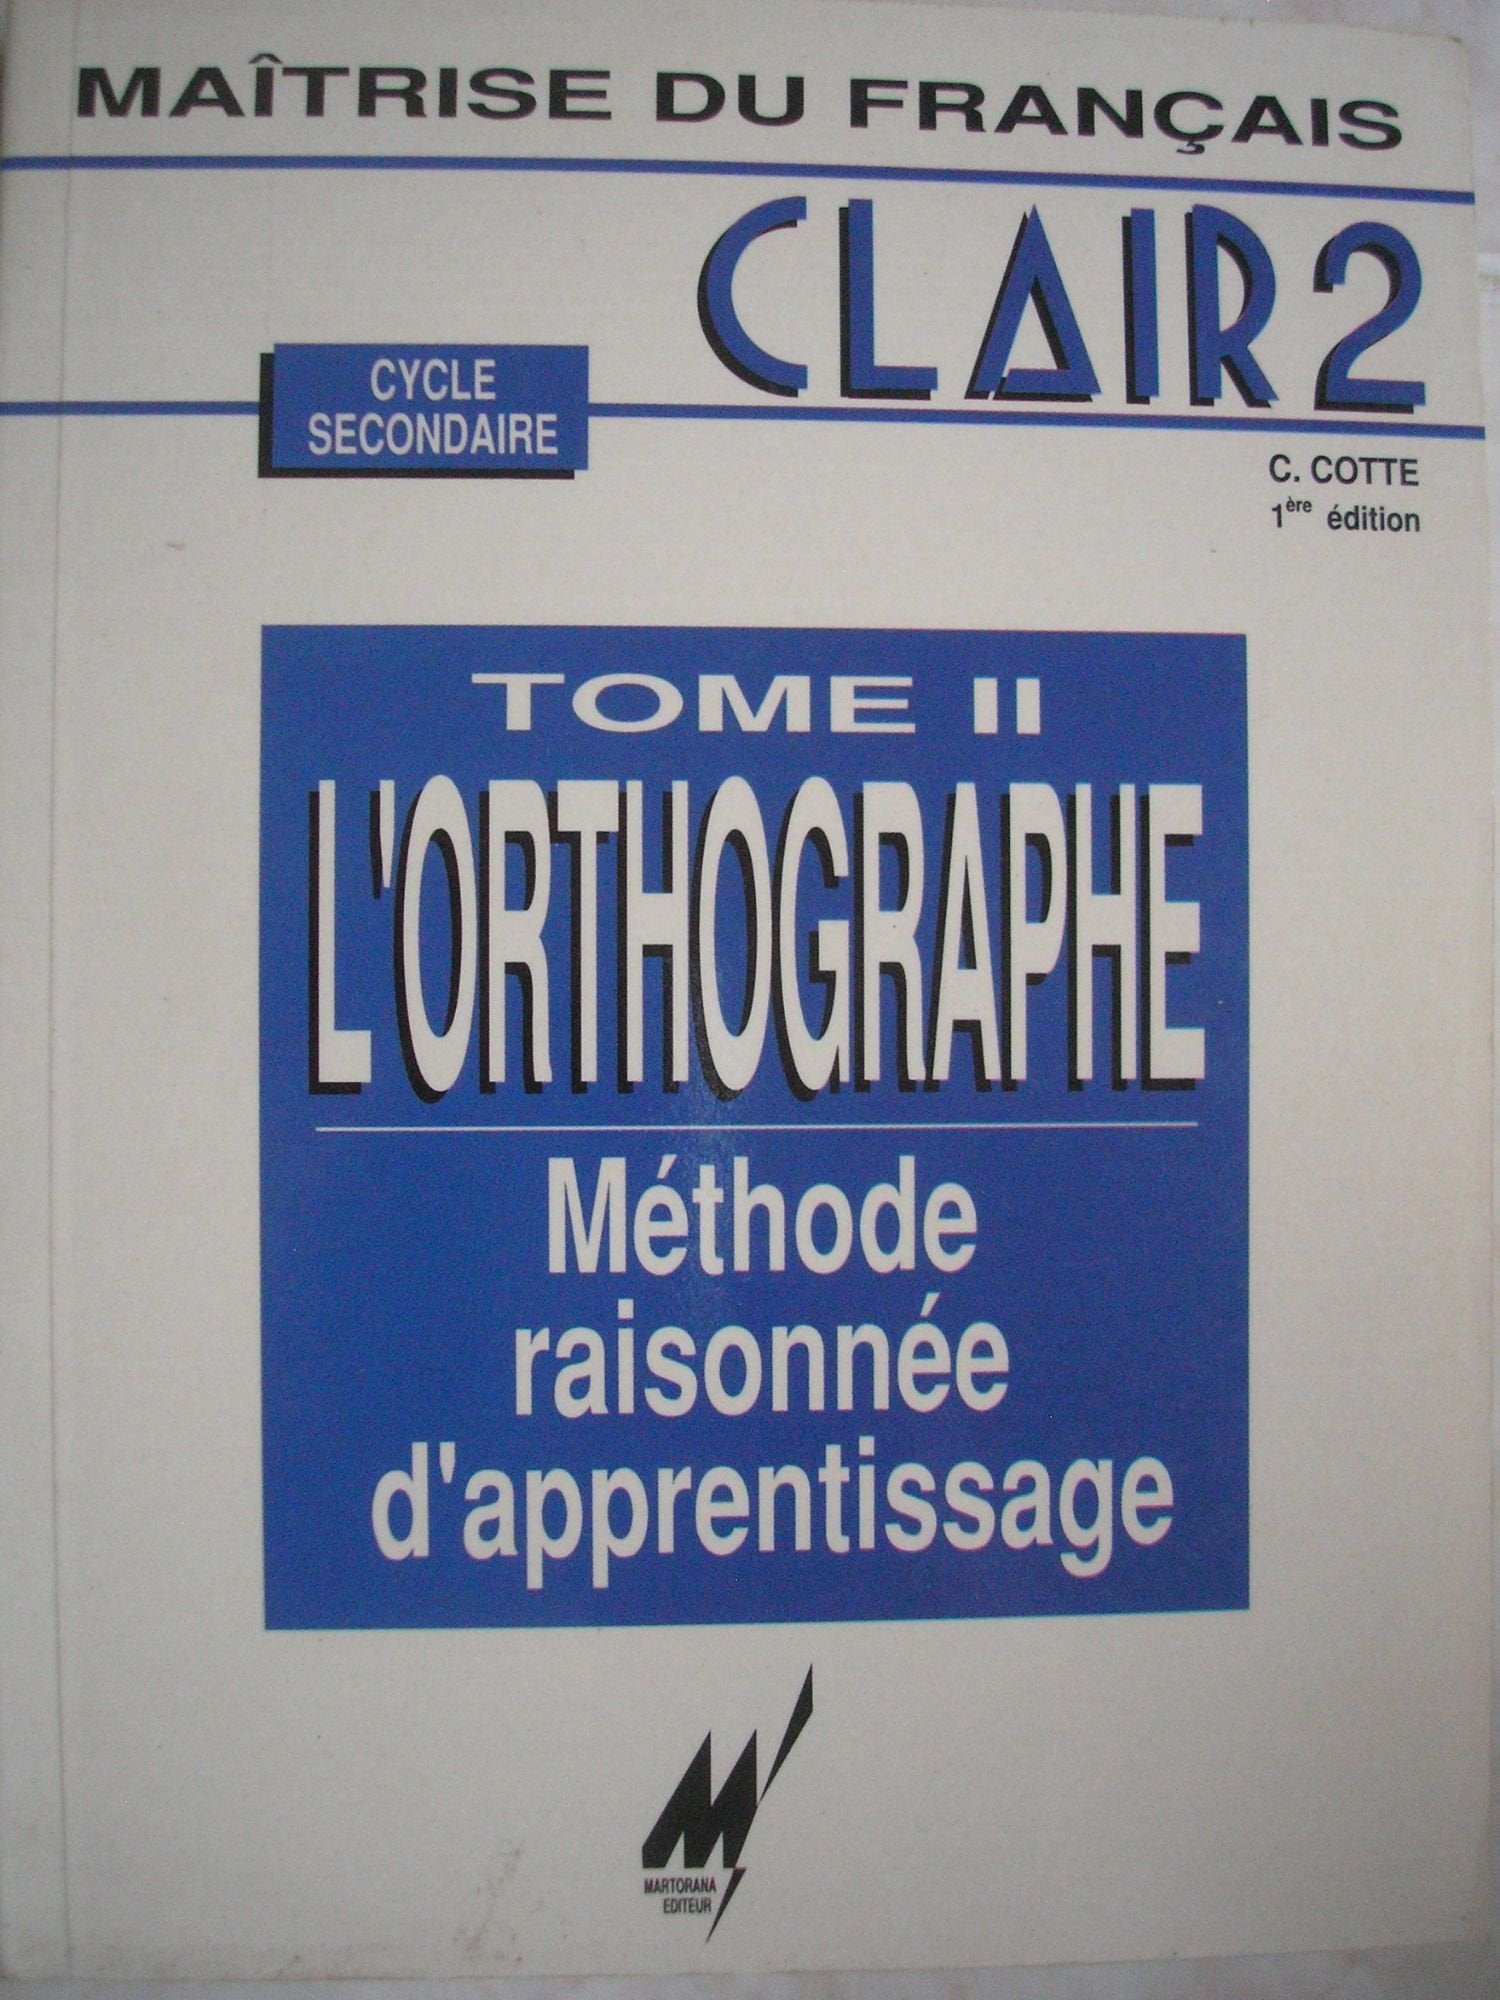 MAÎTRISE DU FRANÇAIS
CLAIR 2
CYCLE
SECONDAIRE
C. COTTE
1ère édition
TOME II
L'ORTHOGRAPHE
Méthode
raisonnée
d'apprentissage
MARTORANA
EDITEUR